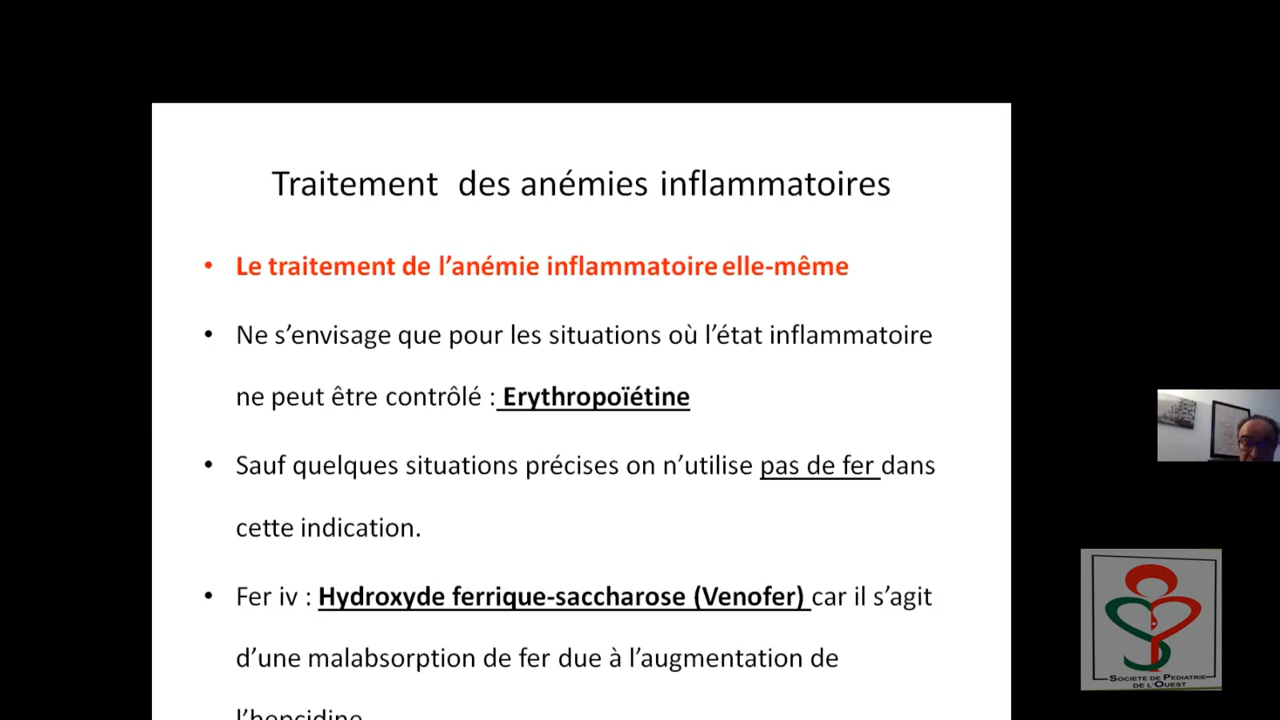 Traitement des anémies inflammatoires
• Le traitement de l’anémie inflammatoire elle-même
• Ne s’envisage que pour les situations où l’état inflammatoire
ne peut être contrôlé : Erythropoïétine
• Sauf quelques situations précises on n’utilise pas de fer dans
cette indication.
• Fer iv : Hydroxyde ferrique-saccharose (Venofer) car il s’agit
d’une malabsorption de fer due à l’augmentation de
l’hepcidine
SOCIETE DE PEDIATRIE
DE L'OUEST